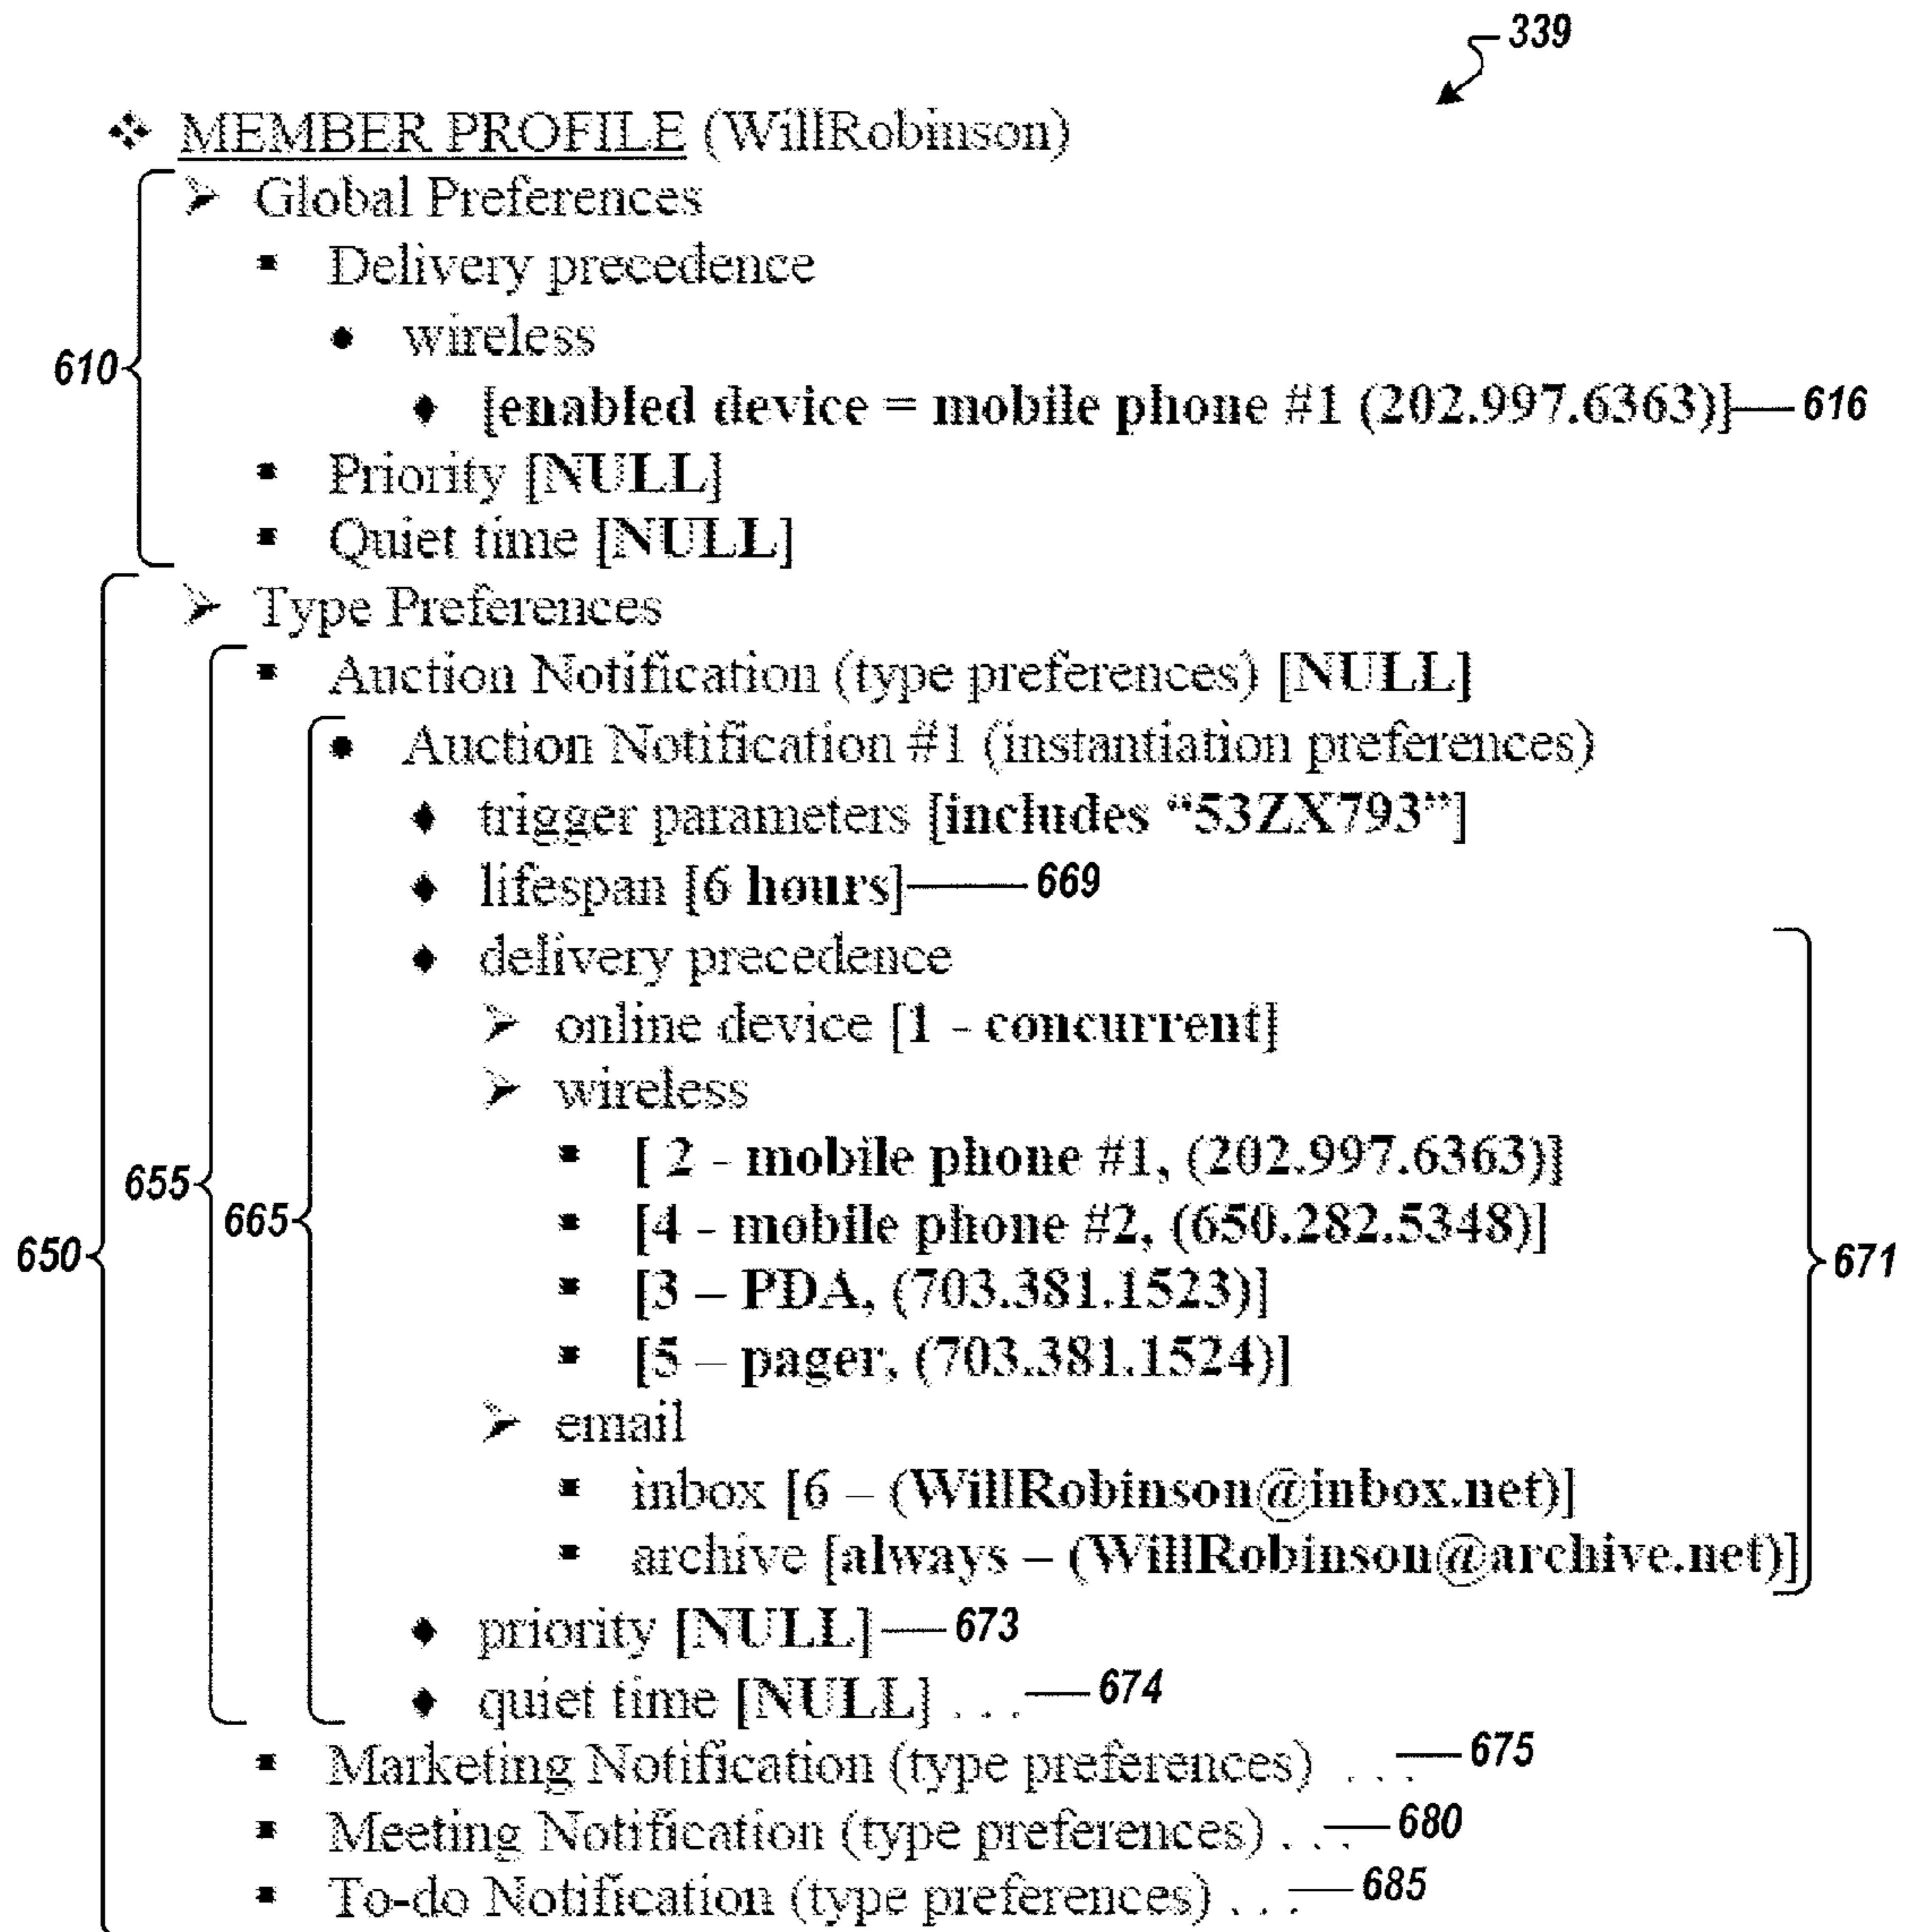 339
MEMBER PROFILE (WillRobinson)
Global Preferences
Delivery precedence
wireless
610
[enabled device = mobile phone #1 (202.997.6363)] 616
Priority [NULL]
Quiet time [NULL]
Type Preferences
Auction Notification (type preferences) [NULL]
Auction Notification #1 (instantiation preferences)
trigger parameters [includes “53ZX793”]
lifespan [6 hours] 669
delivery precedence
online device [1 - concurrent]
wireless
[ 2 - mobile phone #1, (202.997.6363)]
655
665
[4 - mobile phone #2, (650.282.5348)]
650
671
[3 – PDA, (703.381.1523)]
[5 – pager, (703.381.1524)]
email
inbox [6 – (WillRobinson@inbox.net)]
archive [always – (WillRobinson@archive.net)]
priority [NULL] 673
quiet time [NULL] . . . 674
Marketing Notification (type preferences) . . . 675
Meeting Notification (type preferences) . . . 680
To-do Notification (type preferences) . . . 685